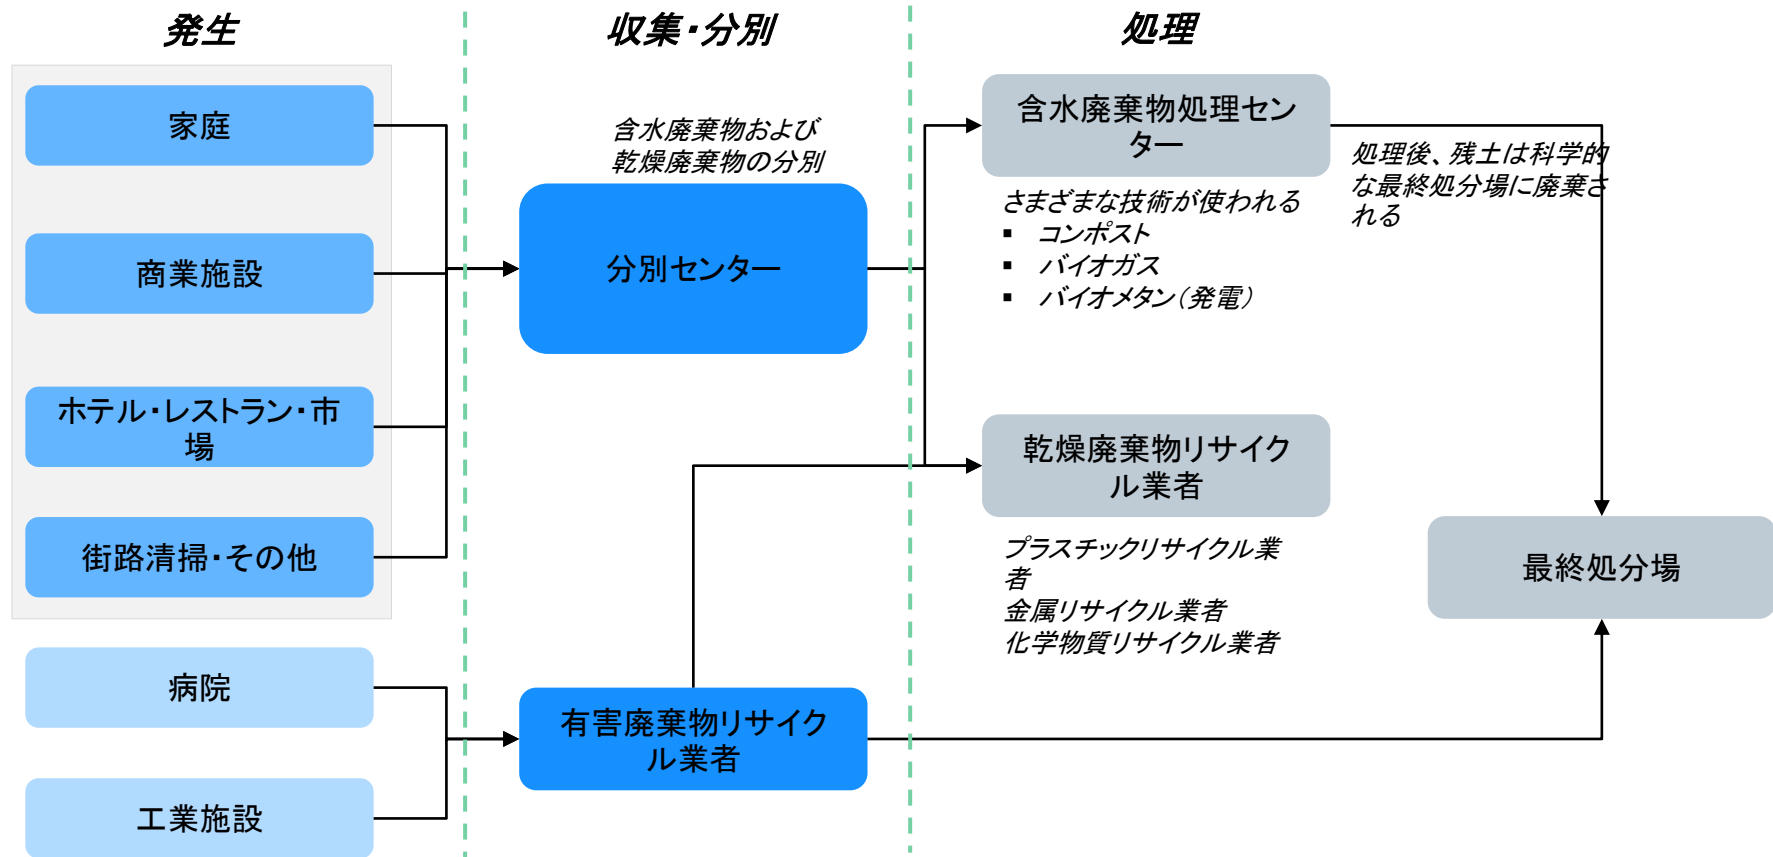 発生
収集・分別
処理
家庭
商業施設
ホテル・レストラン・市
場
街路清掃・その他
病院
工業施設
含水廃棄物および
乾燥廃棄物の分別
分別センター
有害廃棄物リサイク
ル業者
含水廃棄物処理セン
ター
さまざまな技術が使われる
▪ コンポスト
▪ バイオガス
▪ バイオメタン（発電）
処理後、残土は科学的
な最終処分場に廃棄さ
れる
乾燥廃棄物リサイク
ル業者
プラスチックリサイクル業
者
金属リサイクル業者
化学物質リサイクル業者
最終処分場